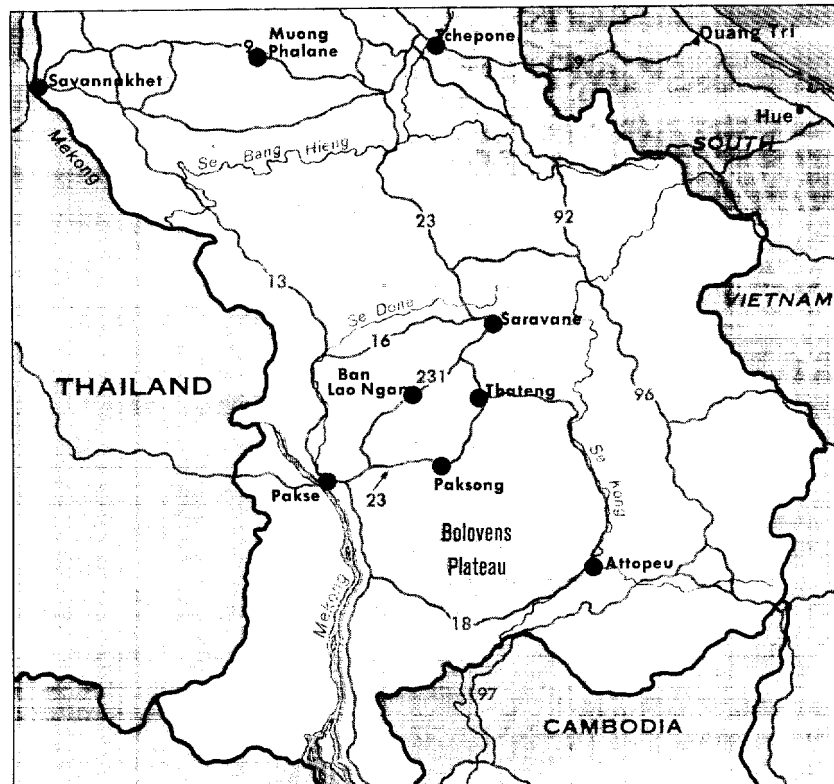 Muong
Phalane
Tchepone
Quang Tri
9
Savannakhet
Hue
SOUTH
Mekong
Se Bang Hieng
23
92
13
VIETNAM
Se Done
Saravane
16
Ban
Lao Ngam
231
THAILAND
Thateng
96
Se Kong
Pakse
23
Paksong
Bolovens
Plateau
Attopeu
Mekong
18
97
CAMBODIA